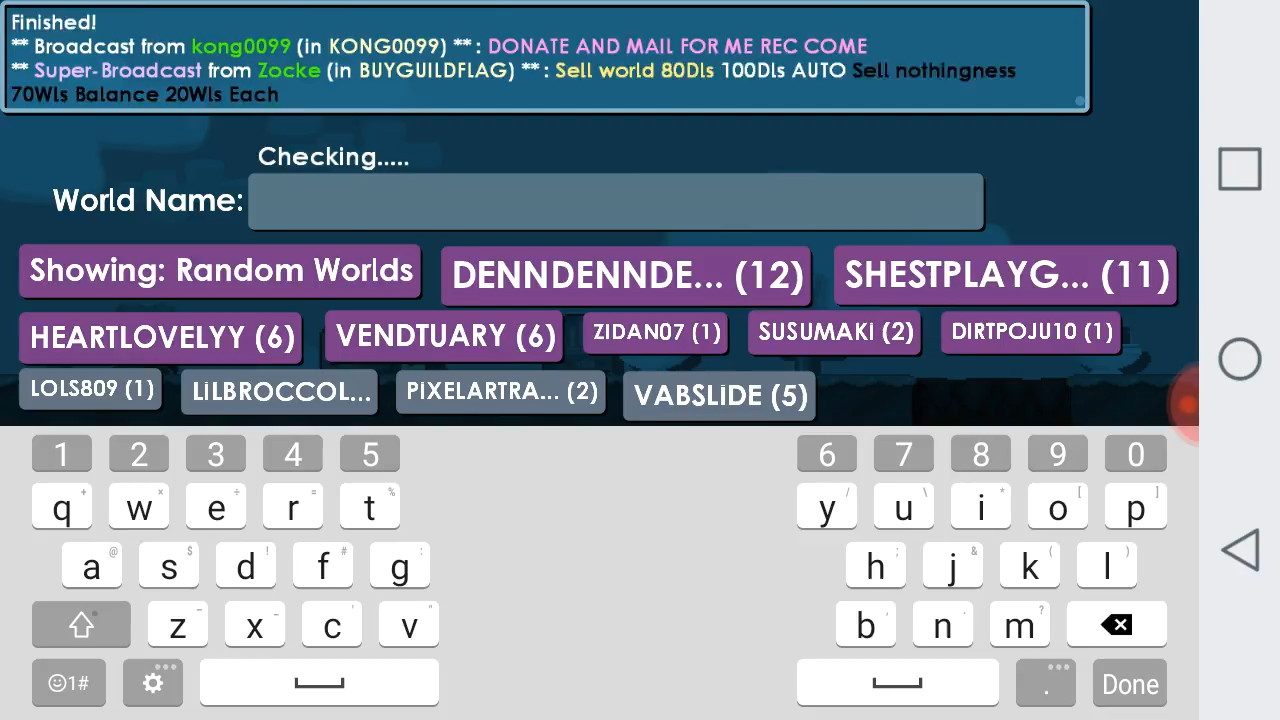 Finished!
** Broadcast from kong0099 (in KONG0099) ** : DONATE AND MAIL FOR ME REC COME
** Super-Broadcast from Zocke (in BUYGUILDFLAG) ** : Sell world 80Dls 100Dls AUTO Sell nothingness
70Wls Balance 20Wls Each
Checking.....
World Name:
Showing: Random Worlds DENNDENNDE... (12) SHESTPLAYG... (11)
HEARTLOVELYY (6) VENDTUARY (6) ZIDAN07 (1) SUSUMAKi (2) DIRTPOJU10 (1)
LOLS809 (1) LiLBROCCOL... PiXELARTRA... (2) VABSLiDE (5)
1 2 3 4 5 6 7 8 9 0
q + w × e ÷ r = t % y / u \ i * o [ p ]
a @ s $ d ! f # g : h ; j & k ( l )
z - x _ c ' v " b , n . m ?
☺1# . Done